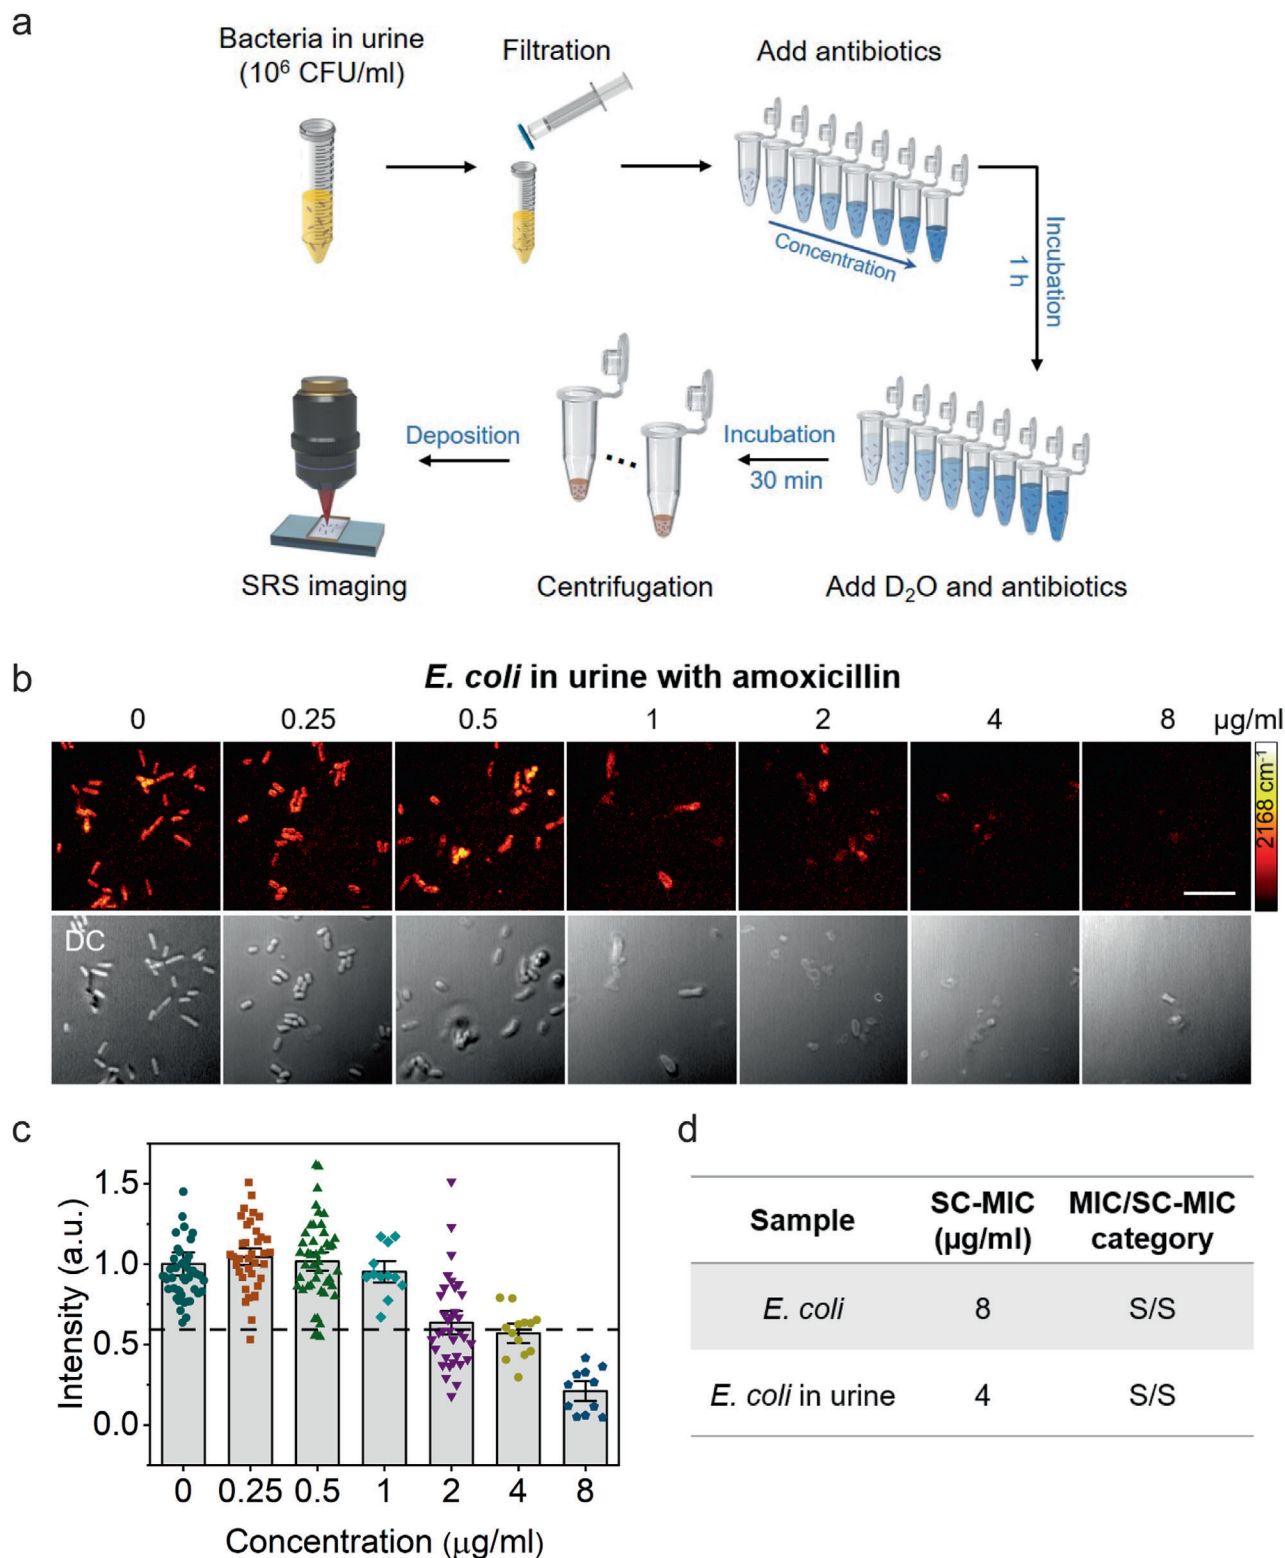 a
Bacteria in urine
(10⁶ CFU/ml)
Filtration
Add antibiotics
Concentration
Incubation
1 h
Deposition
Incubation
30 min
SRS imaging
Centrifugation
Add D₂O and antibiotics
b
E. coli in urine with amoxicillin
0 0.25 0.5 1 2 4 8 µg/ml
2168 cm⁻¹
DC
c
Intensity (a.u.)
1.5
1.0
0.5
0.0
0 0.25 0.5 1 2 4 8
Concentration (µg/ml)
d
Sample SC-MIC (µg/ml) MIC/SC-MIC category
E. coli 8 S/S
E. coli in urine 4 S/S